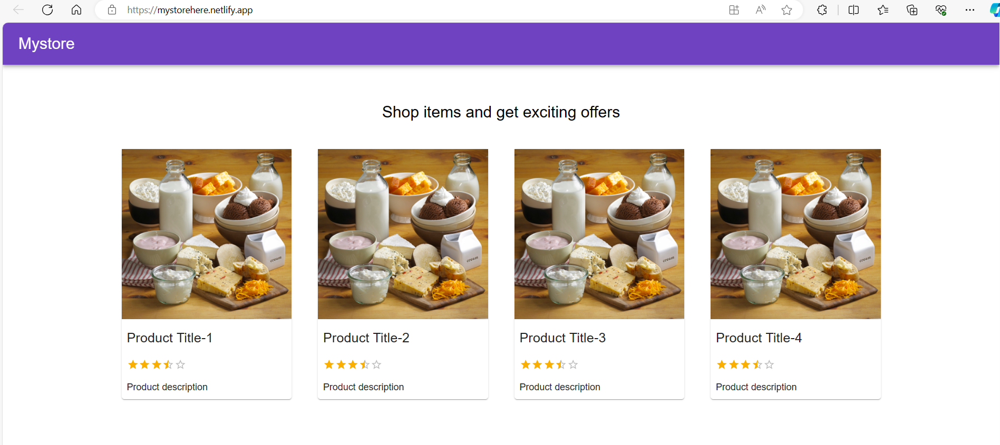 https://mystorehere.netlify.app
Mystore
Shop items and get exciting offers
cream
cream
cream
cream
Product Title-1
Product Title-2
Product Title-3
Product Title-4
Product description
Product description
Product description
Product description